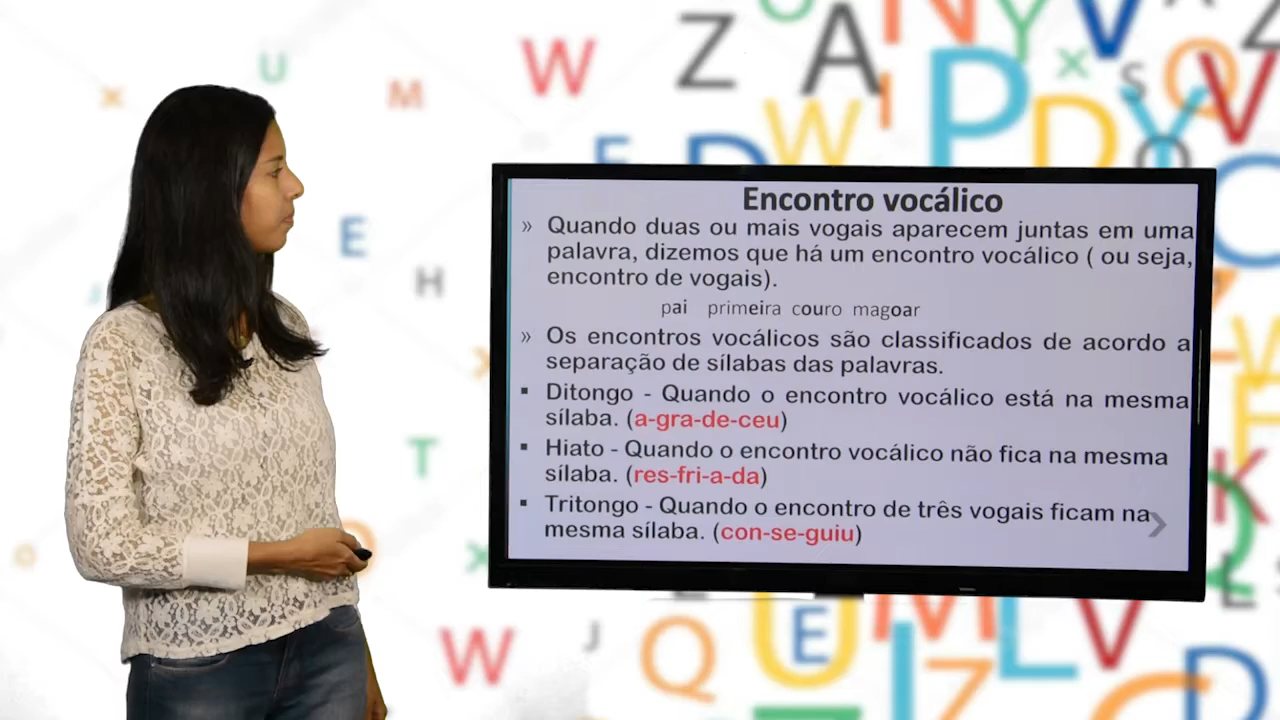 Encontro vocálico
» Quando duas ou mais vogais aparecem juntas em uma
palavra, dizemos que há um encontro vocálico ( ou seja,
encontro de vogais).
pai primeira couro magoar
» Os encontros vocálicos são classificados de acordo a
separação de sílabas das palavras.
▪ Ditongo - Quando o encontro vocálico está na mesma
sílaba. (a-gra-de-ceu)
▪ Hiato - Quando o encontro vocálico não fica na mesma
sílaba. (res-fri-a-da)
▪ Tritongo - Quando o encontro de três vogais ficam na
mesma sílaba. (con-se-guiu)